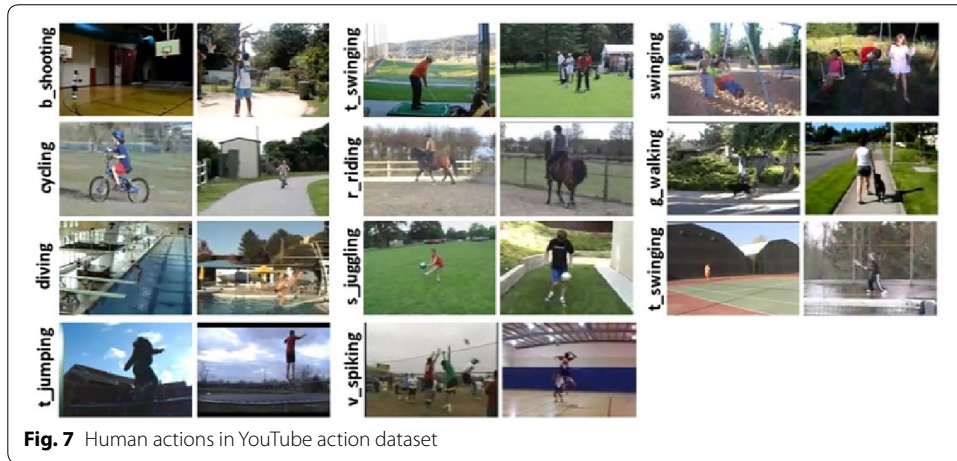 b_shooting
t_swinging
swinging
cycling
r_riding
g_walking
diving
s_juggling
t_swinging
t_jumping
v_spiking
Fig. 7 Human actions in YouTube action dataset